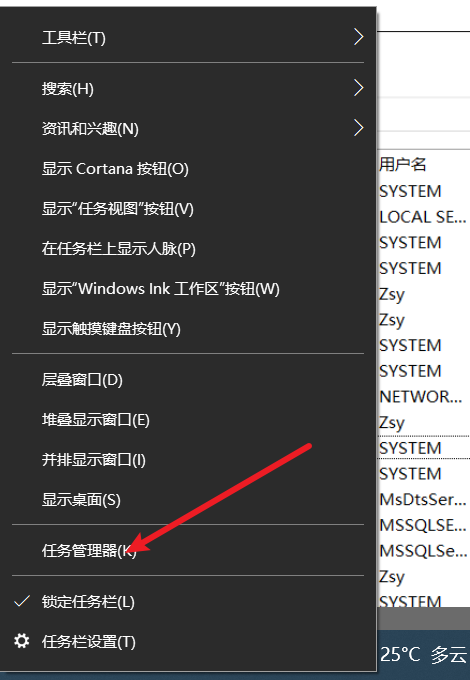 工具栏(T)
搜索(H)
资讯和兴趣(N)
显示 Cortana 按钮(O)
显示“任务视图”按钮(V)
在任务栏上显示人脉(P)
显示“Windows Ink 工作区”按钮(W)
显示触摸键盘按钮(Y)
层叠窗口(D)
堆叠显示窗口(E)
并排显示窗口(I)
显示桌面(S)
任务管理器(K)
锁定任务栏(L)
任务栏设置(T)
用户名
SYSTEM
LOCAL SE...
SYSTEM
SYSTEM
Zsy
Zsy
SYSTEM
SYSTEM
NETWOR...
Zsy
SYSTEM
SYSTEM
MsDtsSer...
MSSQLSE...
MSSQLSe...
Zsy
SYSTEM
25°C 多云